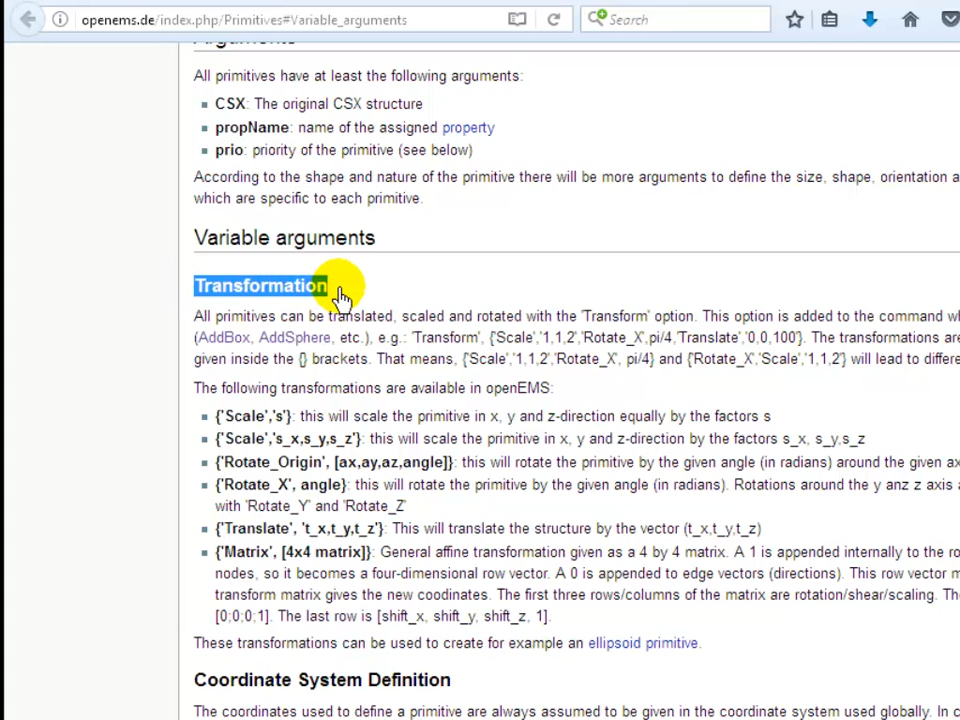 openems.de/index.php/Primitives#Variable_arguments
Search
Arguments
All primitives have at least the following arguments:
CSX: The original CSX structure
propName: name of the assigned property
prio: priority of the primitive (see below)
According to the shape and nature of the primitive there will be more arguments to define the size, shape, orientation a
which are specific to each primitive.
Variable arguments
Transformation
All primitives can be translated, scaled and rotated with the 'Transform' option. This option is added to the command wh
(AddBox, AddSphere, etc.), e.g.: 'Transform', {'Scale','1,1,2','Rotate_X',pi/4,'Translate','0,0,100'}. The transformations are
given inside the {} brackets. That means, {'Scale','1,1,2','Rotate_X', pi/4} and {'Rotate_X','Scale','1,1,2'} will lead to differe
The following transformations are available in openEMS:
{'Scale','s'}: this will scale the primitive in x, y and z-direction equally by the factors s
{'Scale','s_x,s_y,s_z'}: this will scale the primitive in x, y and z-direction by the factors s_x, s_y,s_z
{'Rotate_Origin', [ax,ay,az,angle]}: this will rotate the primitive by the given angle (in radians) around the given ax
{'Rotate_X', angle}: this will rotate the primitive by the given angle (in radians). Rotations around the y anz z axis a
with 'Rotate_Y' and 'Rotate_Z'
{'Translate', 't_x,t_y,t_z'}: This will translate the structure by the vector (t_x,t_y,t_z)
{'Matrix', [4x4 matrix]}: General affine transformation given as a 4 by 4 matrix. A 1 is appended internally to the ro
nodes, so it becomes a four-dimensional row vector. A 0 is appended to edge vectors (directions). This row vector m
transform matrix gives the new coodinates. The first three rows/columns of the matrix are rotation/shear/scaling. The
[0;0;0;1]. The last row is [shift_x, shift_y, shift_z, 1].
These transformations can be used to create for example an ellipsoid primitive.
Coordinate System Definition
The coordinates used to define a primitive are always assumed to be given in the coordinate system used globally. In c